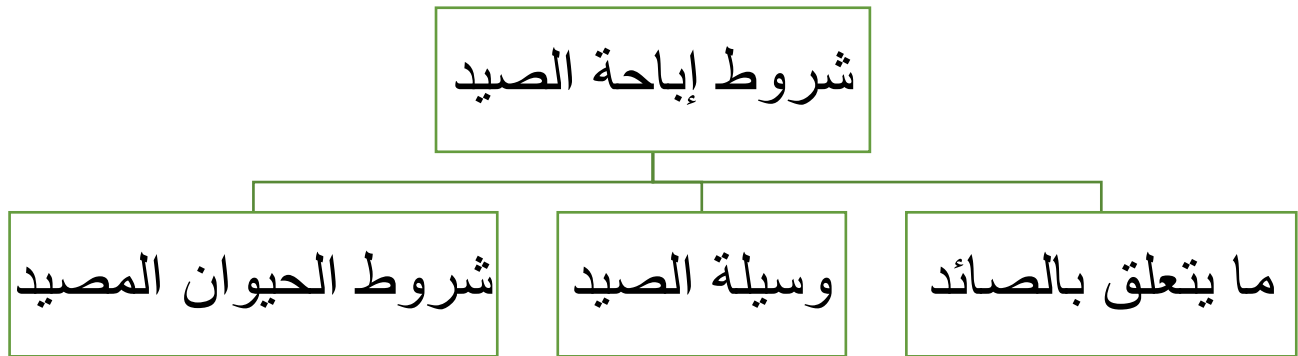 شروط إباحة الصيد
ما يتعلق بالصائد
وسيلة الصيد
شروط الحيوان المصيد